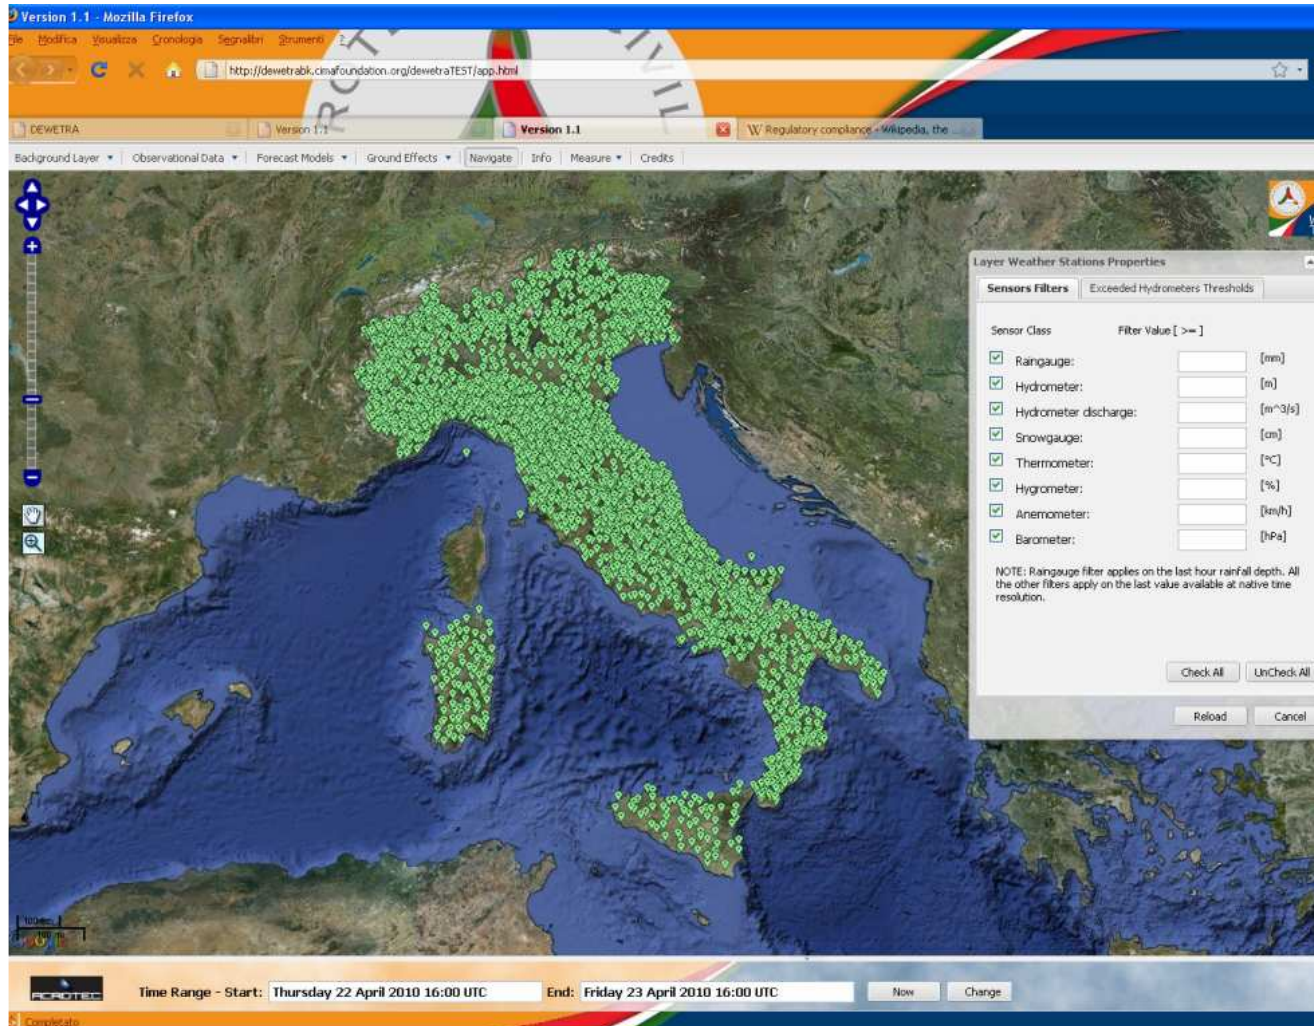 Version 1.1 - Mozilla Firefox
File Modifica Visualizza Cronologia Segnalibri Strumenti ?
http://dewetrabk.cimafoundation.org/dewetraTEST/app.html
DEWETRA Version 1.1 Version 1.1 W Regulatory compliance - Wikipedia, the ...
Background Layer Observational Data Forecast Models Ground Effects Navigate Info Measure Credits
Layer Weather Stations Properties
Sensors Filters Exceeded Hydrometers Thresholds
Sensor Class Filter Value [ >= ]
Raingauge: [mm]
Hydrometer: [m]
Hydrometer discharge: [m^3/s]
Snowgauge: [cm]
Thermometer: [°C]
Hygrometer: [%]
Anemometer: [km/h]
Barometer: [hPa]
NOTE: Raingauge filter applies on the last hour rainfall depth. All
the other filters apply on the last value available at native time
resolution.
Check All UnCheck All
Reload Cancel
ACROTEC Time Range - Start: Thursday 22 April 2010 16:00 UTC End: Friday 23 April 2010 16:00 UTC Now Change
Completato